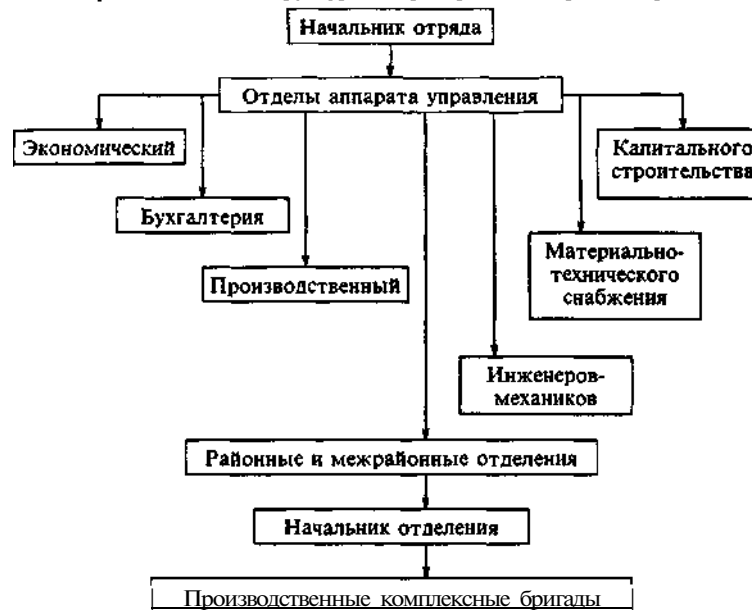 Начальник отряда
Отделы аппарата управления
Экономический
Капитального
строительства
Бухгалтерия
Материально-
технического
снабжения
Производственный
Инженеров-
механиков
Районные и межрайонные отделения
Начальник отделения
Производственные комплексные бригады